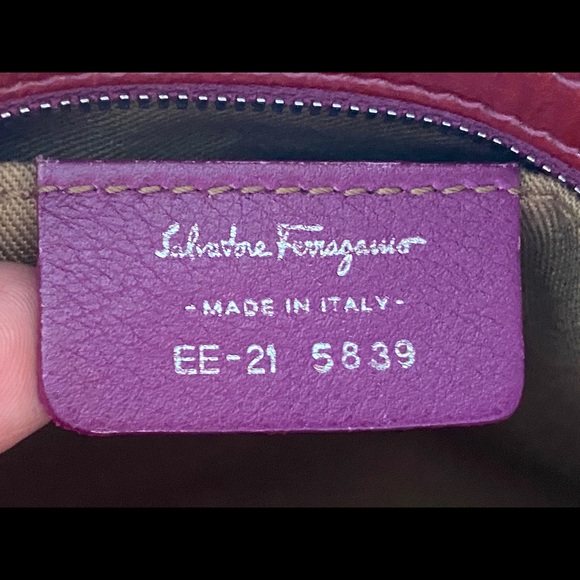 Salvatore Ferragamo
- MADE IN ITALY -
EE-21 5839